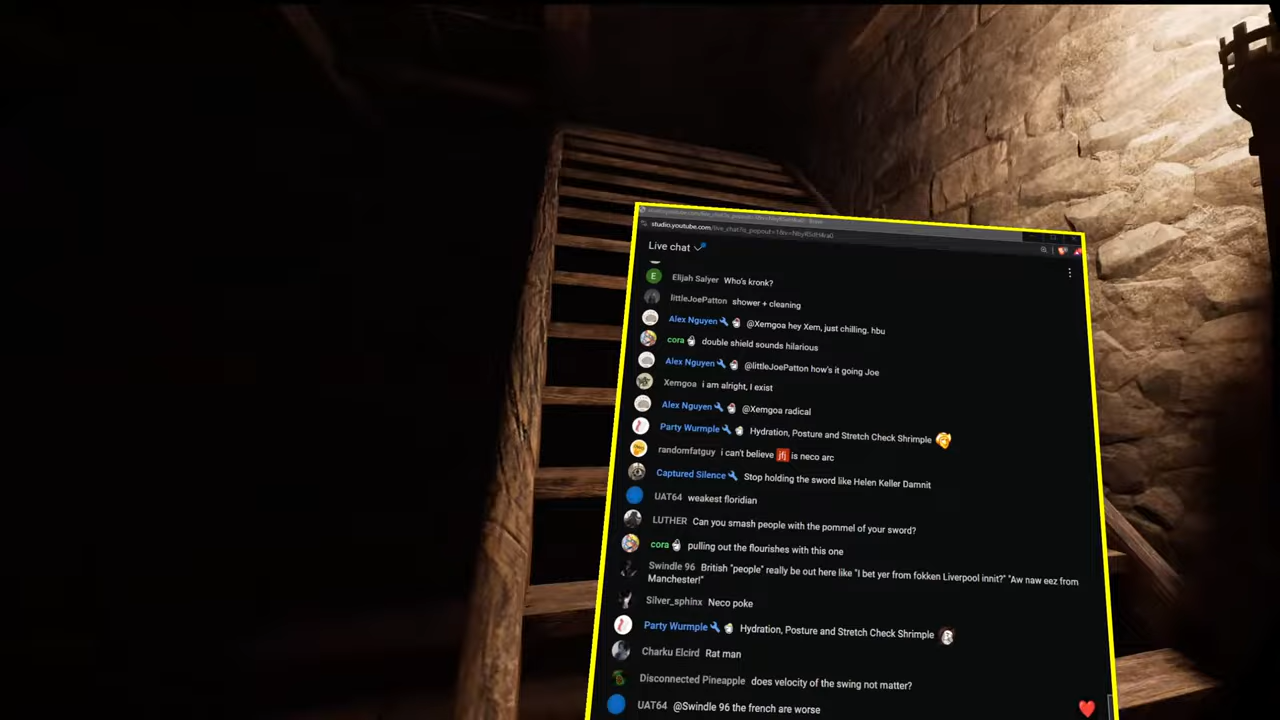 Live chat
Elijah Salyer Who's kronk?
littleJoePatton shower + cleaning
Alex Nguyen @Xemgoa hey Xem, just chilling. hbu
cora double shield sounds hilarious
Alex Nguyen @littleJoePatton how's it going Joe
Xemgoa i am alright, I exist
Alex Nguyen @Xemgoa radical
Party Wurmple Hydration, Posture and Stretch Check Shrimple
randomfatguy i can't believe jfj is neco arc
Captured Silence Stop holding the sword like Helen Keller Damnit
UAT64 weakest floridian
LUTHER Can you smash people with the pommel of your sword?
cora pulling out the flourishes with this one
Swindle 96 British "people" really be out here like "I bet yer from fokken Liverpool innit?" "Aw naw eez from
Manchester!"
Silver_sphinx Neco poke
Party Wurmple Hydration, Posture and Stretch Check Shrimple
Charku Elcird Rat man
Disconnected Pineapple does velocity of the swing not matter?
UAT64 @Swindle 96 the french are worse